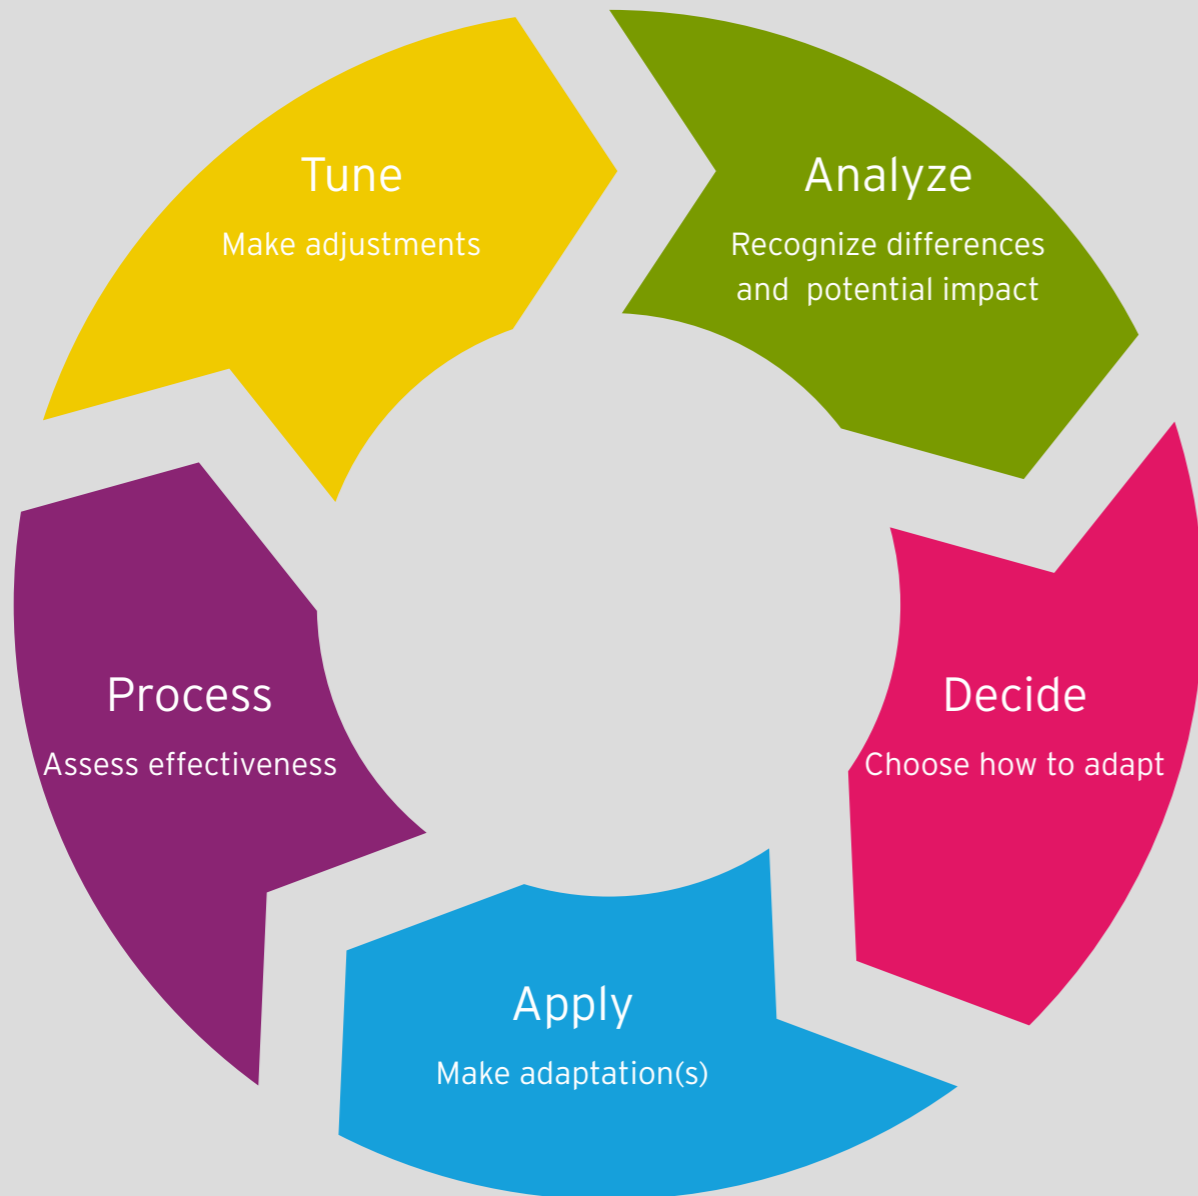 Tune
Make adjustments
Analyze
Recognize differences
and potential impact
Decide
Choose how to adapt
Apply
Make adaptation(s)
Process
Assess effectiveness